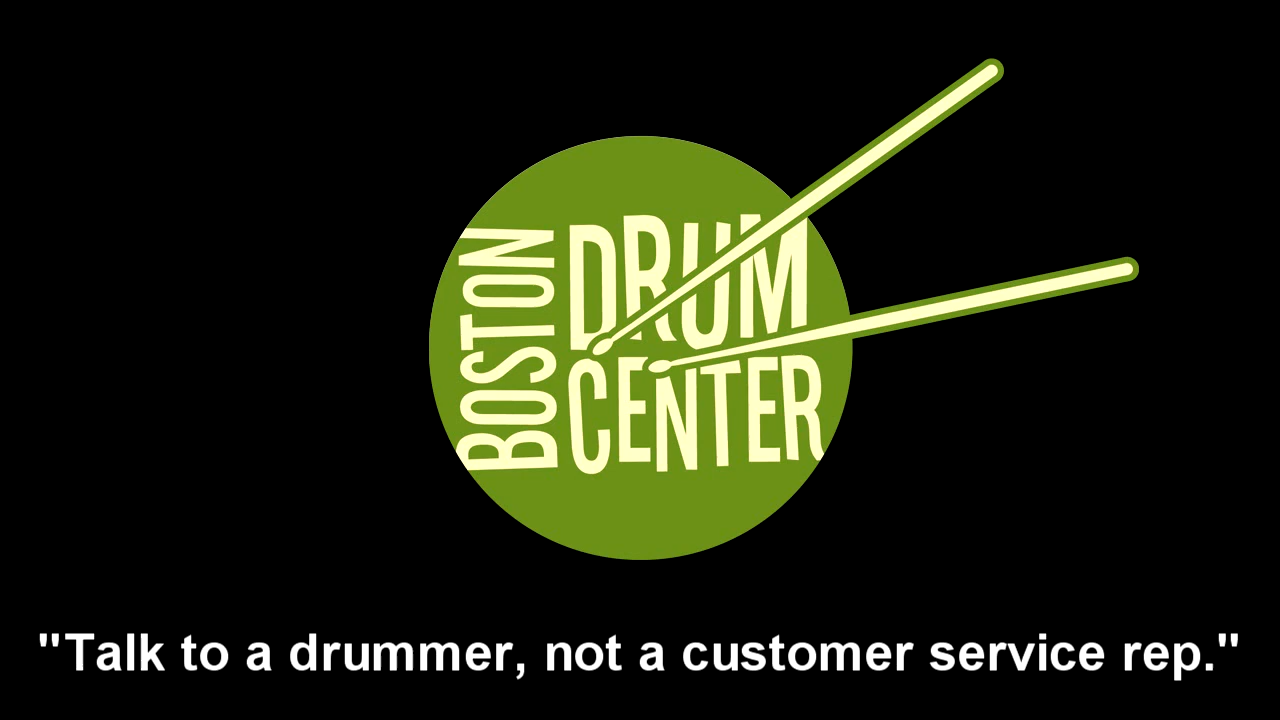 BOSTON
DRUM
CENTER
"Talk to a drummer, not a customer service rep."